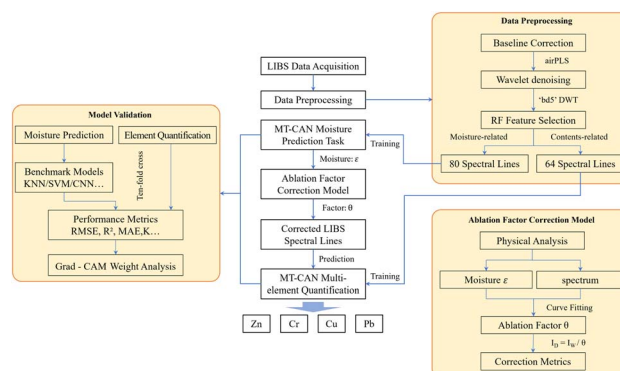 Data Preprocessing
Baseline Correction
airPLS
Wavelet denoising
'bd5' DWT
RF Feature Selection
Moisture-related
Contents-related
80 Spectral Lines
64 Spectral Lines
LIBS Data Acquisition
Data Preprocessing
MT-CAN Moisture
Prediction Task
Training
Moisture: ε
Ablation Factor
Correction Model
Factor: θ
Corrected LIBS
Spectral Lines
Prediction
MT-CAN Multi-
element Quantification
Training
Zn
Cr
Cu
Pb
Model Validation
Moisture Prediction
Element Quantification
Ten-fold cross
Benchmark Models
KNN/SVM/CNN…
Performance Metrics
RMSE, R², MAE,K…
Grad - CAM Weight Analysis
Ablation Factor Correction Model
Physical Analysis
Moisture ε
spectrum
Curve Fitting
Ablation Factor θ
I_D = I_W / θ
Correction Metrics